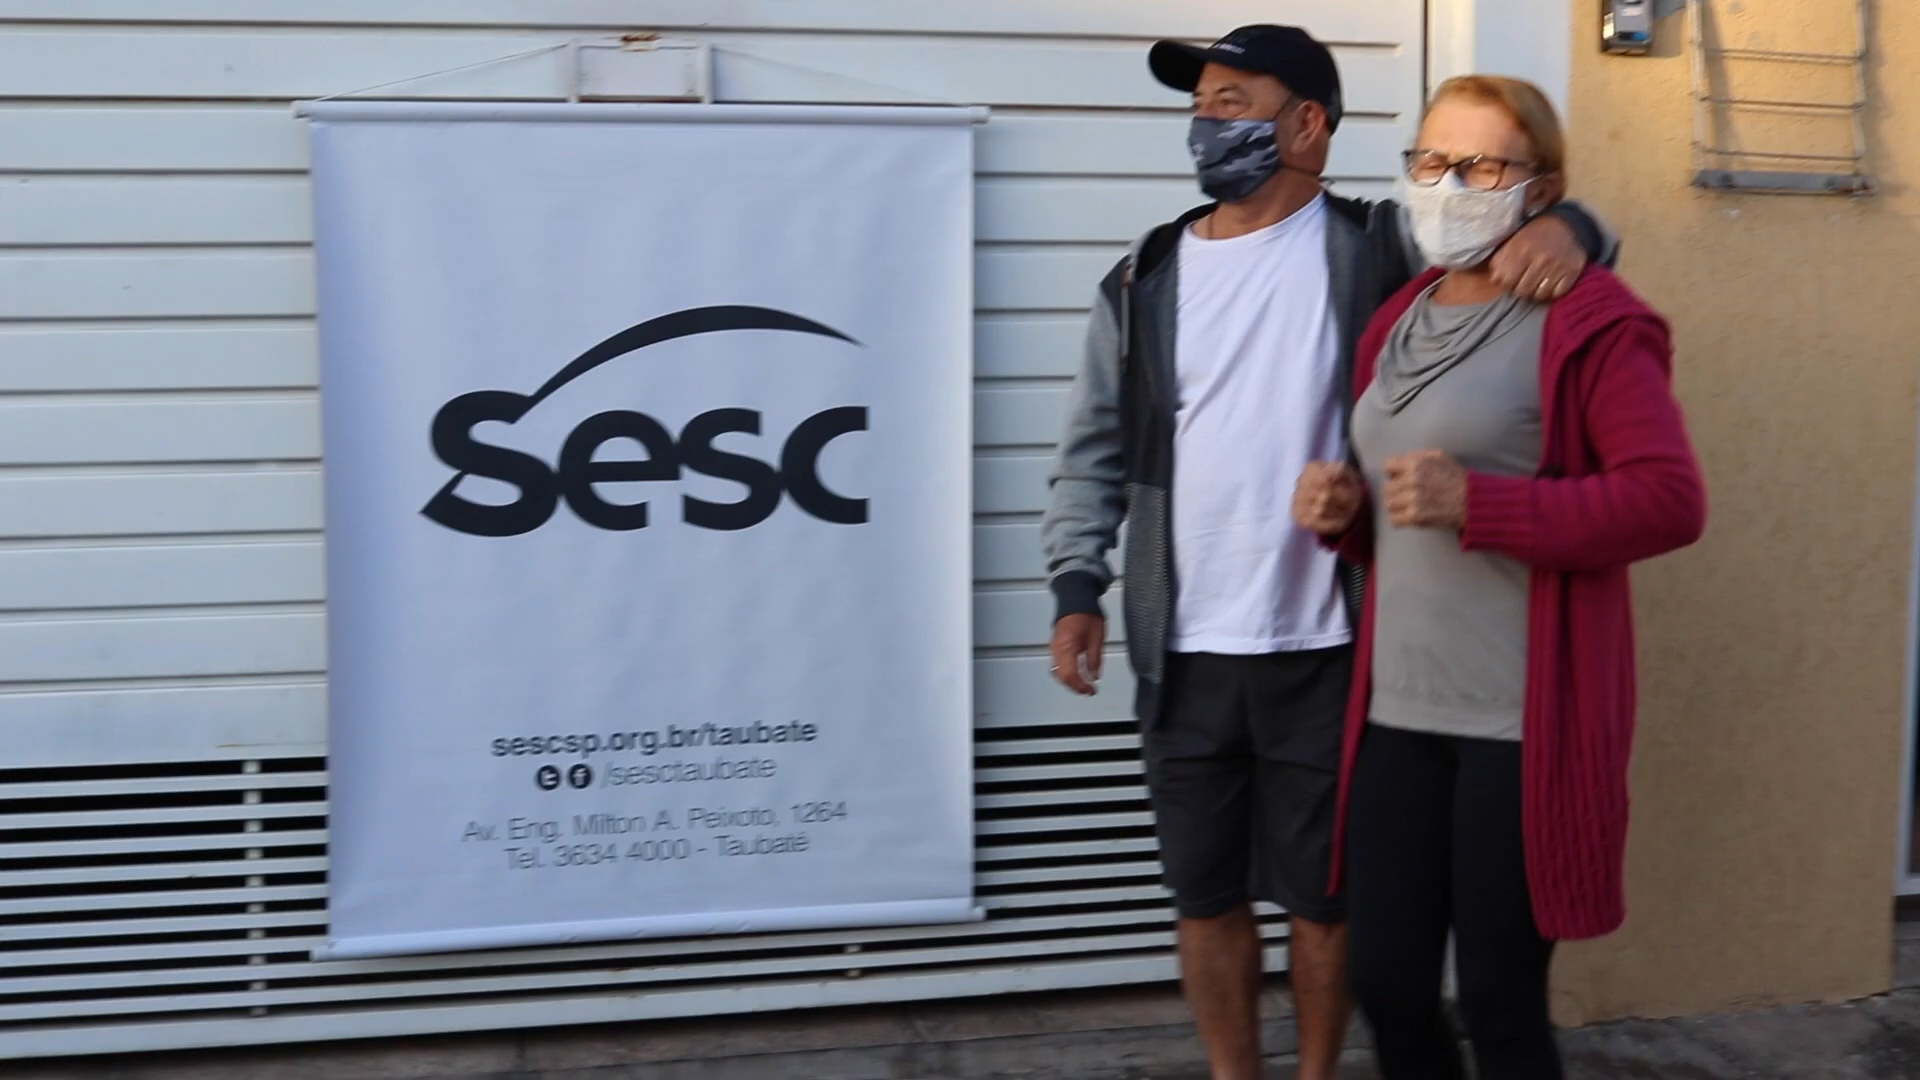 sesc
sescsp.org.br/taubate
/sesctaubate
Av. Eng. Milton A. Peixoto, 1264
Tel. 3634 4000 - Taubaté